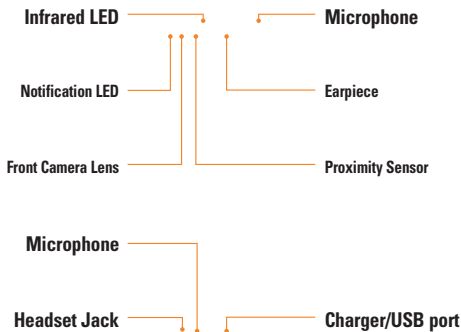 Infrared LED
Microphone
Notification LED
Earpiece
Front Camera Lens
Proximity Sensor
Microphone
Headset Jack
Charger/USB port